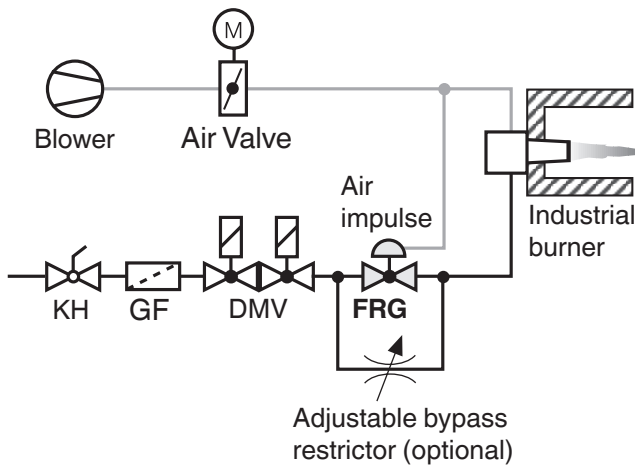 M
Blower
Air Valve
Air
impulse
Industrial
burner
KH
GF
DMV
FRG
Adjustable bypass
restrictor (optional)